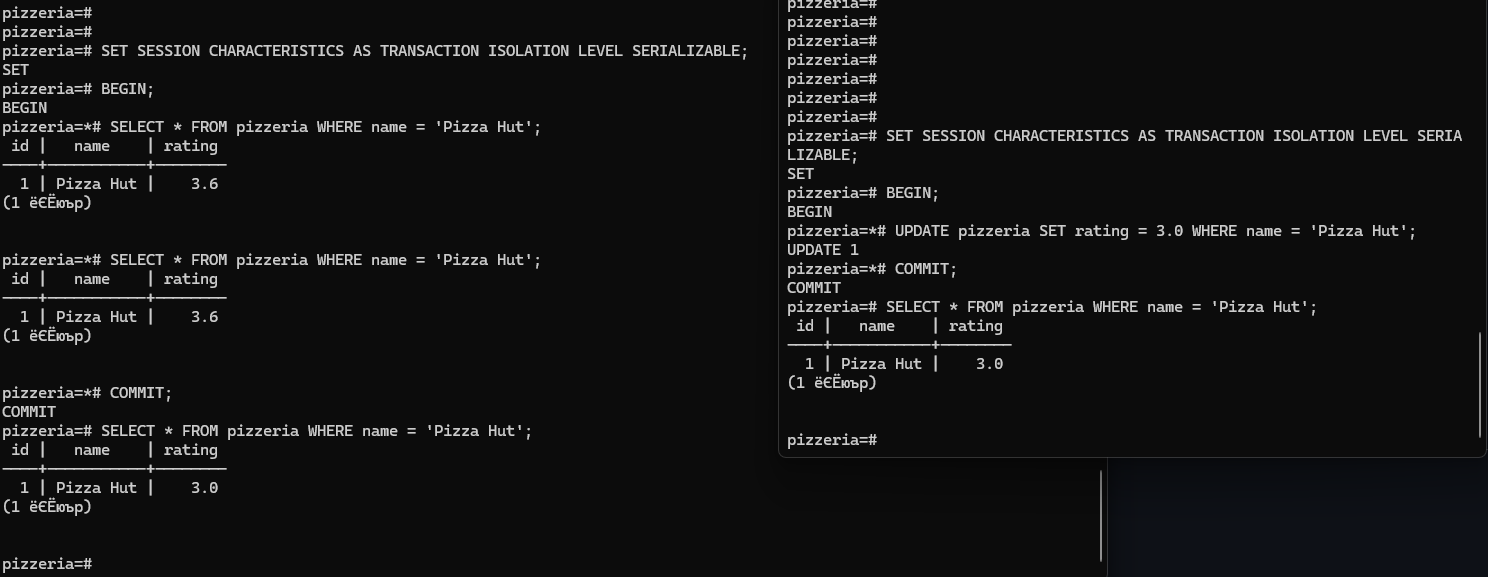 pizzeria=#
pizzeria=#
pizzeria=# SET SESSION CHARACTERISTICS AS TRANSACTION ISOLATION LEVEL SERIALIZABLE;
SET
pizzeria=# BEGIN;
BEGIN
pizzeria=*# SELECT * FROM pizzeria WHERE name = 'Pizza Hut';
 id |   name    | rating
----+-----------+--------
  1 | Pizza Hut |    3.6
(1 ё€Ёюър)
pizzeria=*# SELECT * FROM pizzeria WHERE name = 'Pizza Hut';
 id |   name    | rating
----+-----------+--------
  1 | Pizza Hut |    3.6
(1 ё€Ёюър)
pizzeria=*# COMMIT;
COMMIT
pizzeria=# SELECT * FROM pizzeria WHERE name = 'Pizza Hut';
 id |   name    | rating
----+-----------+--------
  1 | Pizza Hut |    3.0
(1 ё€Ёюър)
pizzeria=#
pizzeria=#
pizzeria=#
pizzeria=#
pizzeria=#
pizzeria=#
pizzeria=#
pizzeria=#
pizzeria=# SET SESSION CHARACTERISTICS AS TRANSACTION ISOLATION LEVEL SERIA
LIZABLE;
SET
pizzeria=# BEGIN;
BEGIN
pizzeria=*# UPDATE pizzeria SET rating = 3.0 WHERE name = 'Pizza Hut';
UPDATE 1
pizzeria=*# COMMIT;
COMMIT
pizzeria=# SELECT * FROM pizzeria WHERE name = 'Pizza Hut';
 id |   name    | rating
----+-----------+--------
  1 | Pizza Hut |    3.0
(1 ё€Ёюър)
pizzeria=#